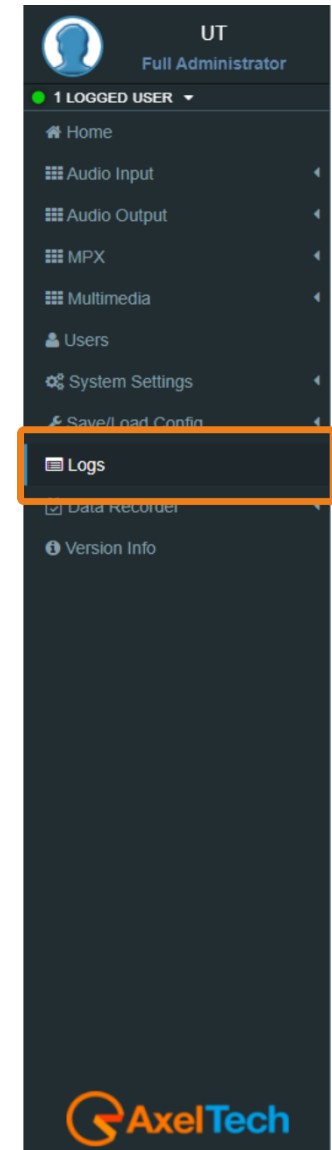 UT
Full Administrator
1 LOGGED USER
Home
Audio Input
Audio Output
MPX
Multimedia
Users
System Settings
Save/Load Config
Logs
Data Recorder
Version Info
AxelTech